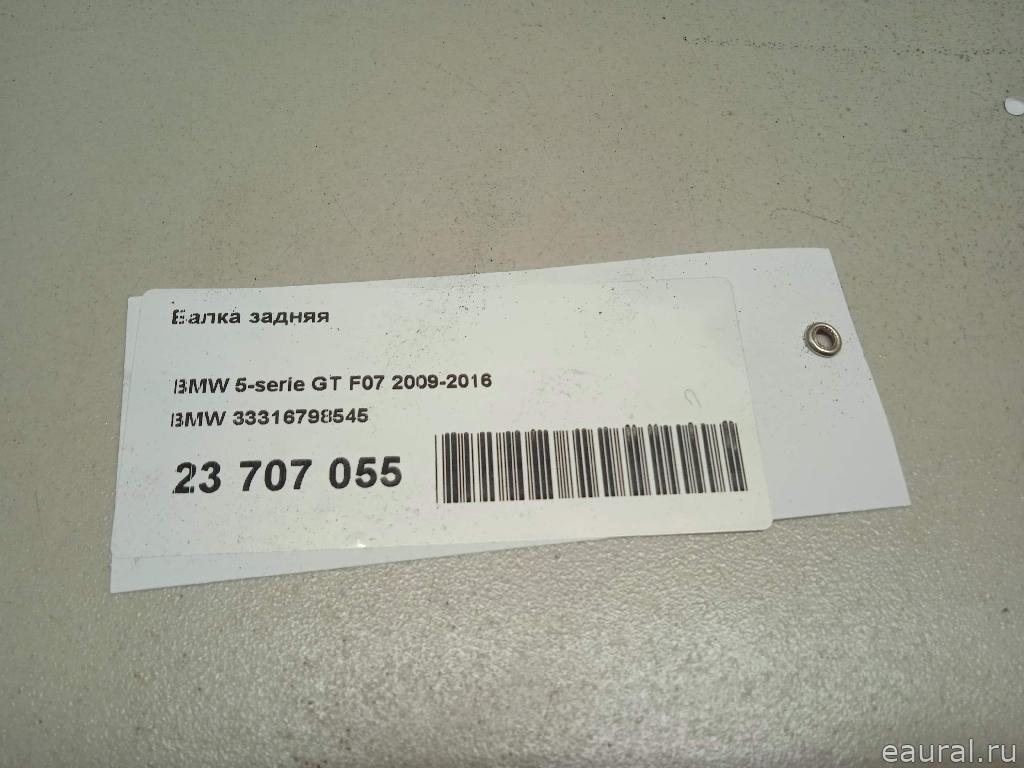 Балка задняя
BMW 5-serie GT F07 2009-2016
BMW 33316798545
23 707 055
eaural.ru